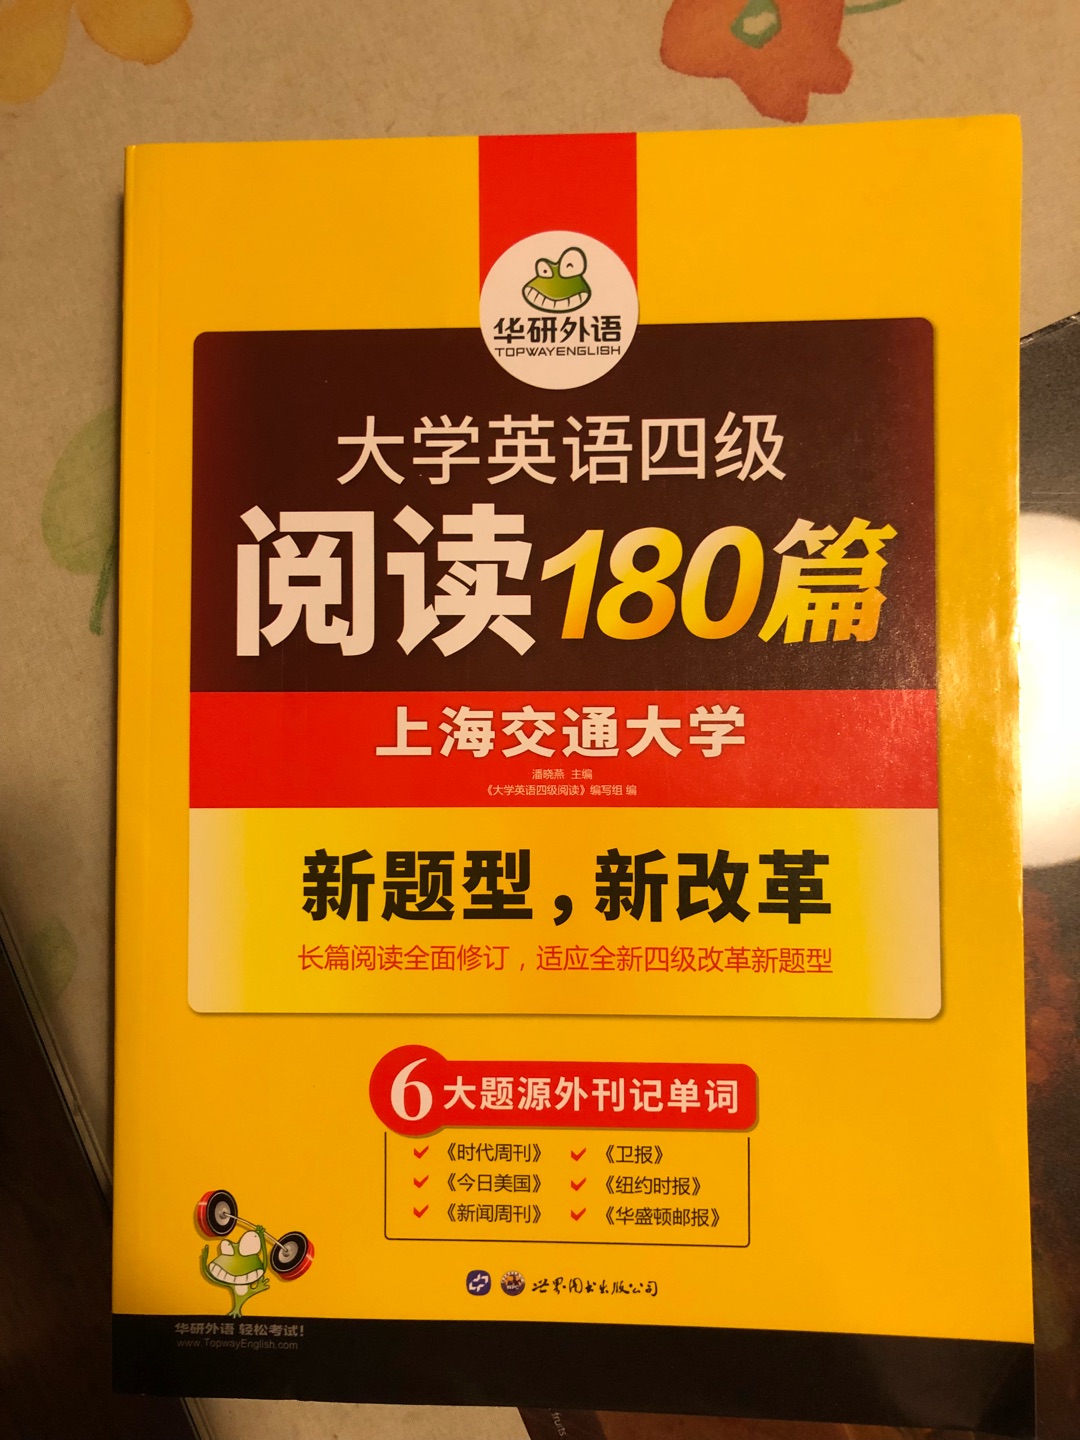 华研外语
TOPWAYENGLISH
大学英语四级
阅读180篇
上海交通大学
潘晓燕 主编
《大学英语四级阅读》编写组 编
新题型，新改革
长篇阅读全面修订，适应全新四级改革新题型
6大题源外刊记单词
《时代周刊》 《卫报》
《今日美国》 《纽约时报》
《新闻周刊》 《华盛顿邮报》
世界图书出版公司
华研外语 轻松考试！
www.TopwayEnglish.com
fruits